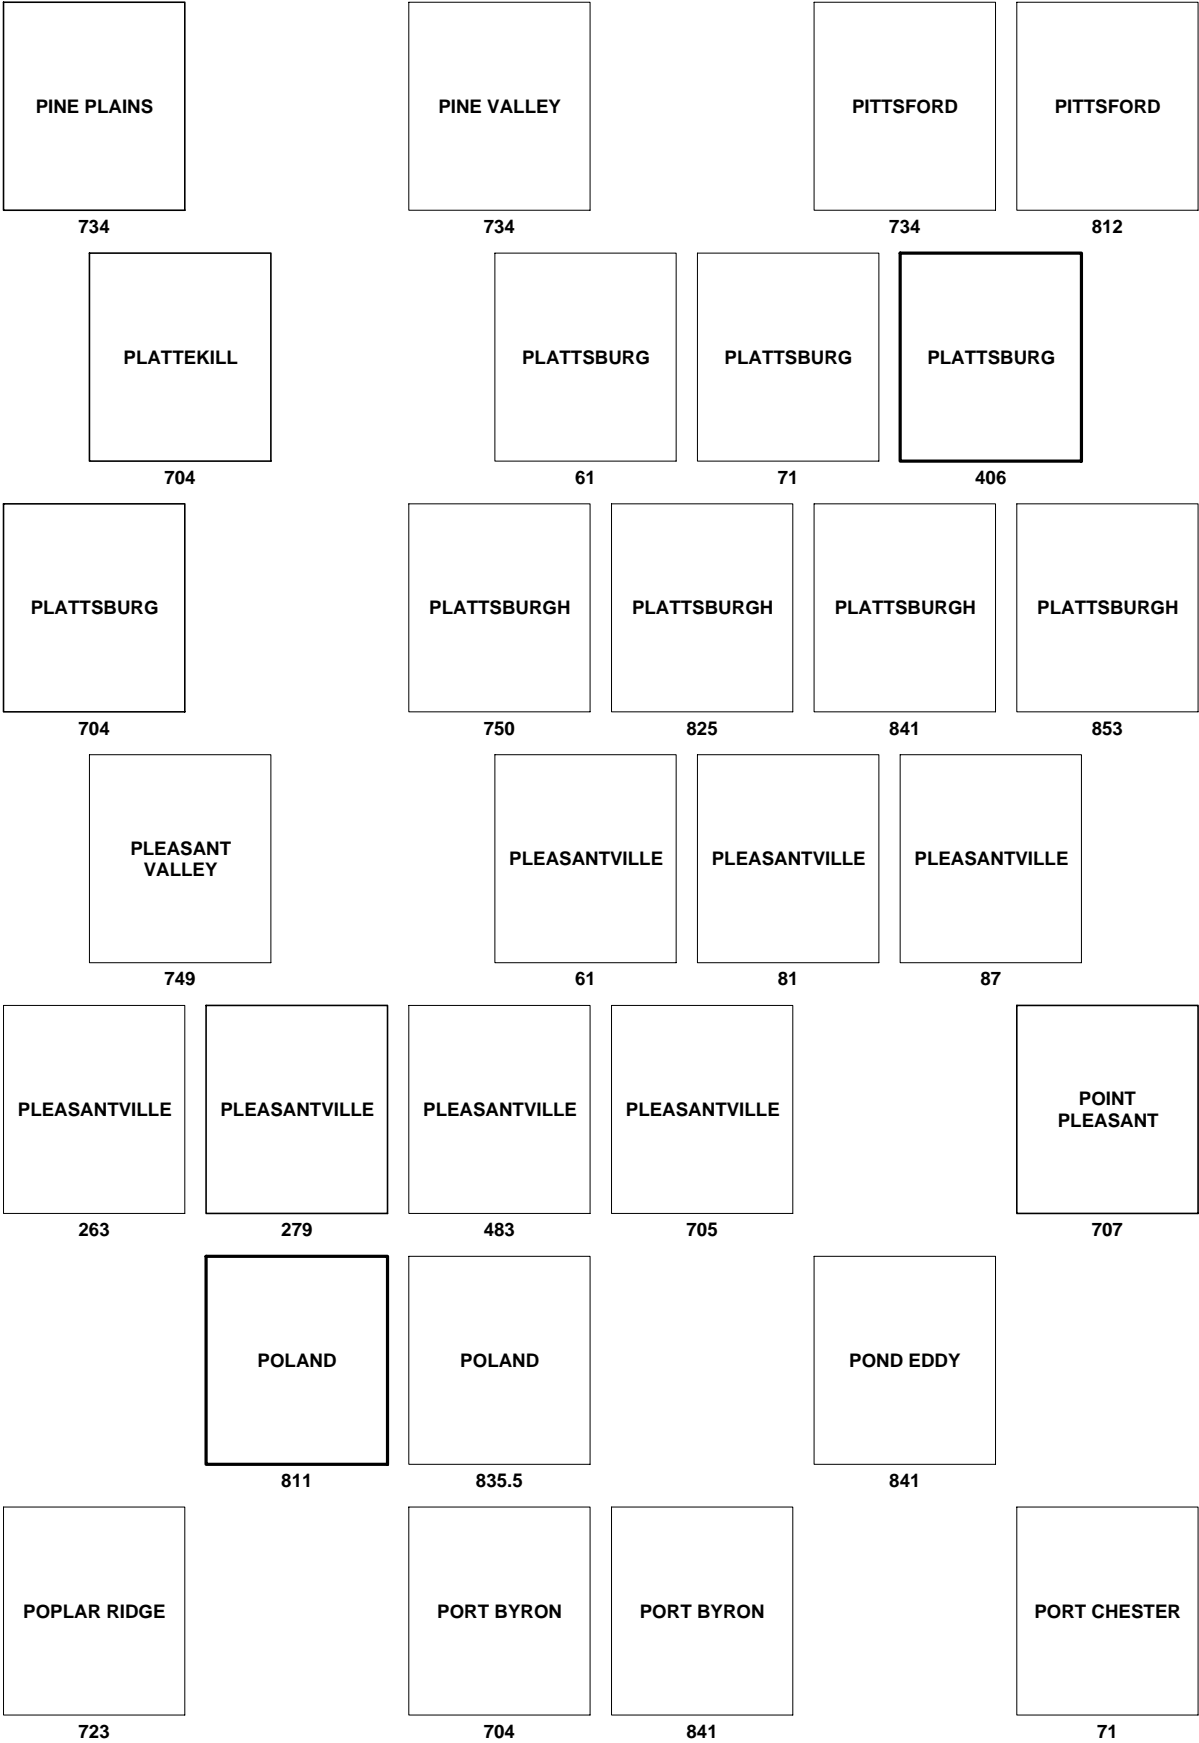 PINE PLAINS
PINE VALLEY
PITTSFORD
PITTSFORD
734
734
734
812
PLATTEKILL
PLATTSBURG
PLATTSBURG
PLATTSBURG
704
61
71
406
PLATTSBURG
PLATTSBURGH
PLATTSBURGH
PLATTSBURGH
PLATTSBURGH
704
750
825
841
853
PLEASANT
VALLEY
PLEASANTVILLE
PLEASANTVILLE
PLEASANTVILLE
749
61
81
87
PLEASANTVILLE
PLEASANTVILLE
PLEASANTVILLE
PLEASANTVILLE
POINT
PLEASANT
263
279
483
705
707
POLAND
POLAND
POND EDDY
811
835.5
841
POPLAR RIDGE
PORT BYRON
PORT BYRON
PORT CHESTER
723
704
841
71